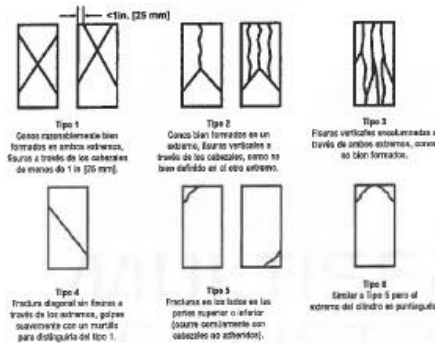 <1in. [25 mm]
Tipo 1
Conos razonablemente bien
formados en ambos extremos,
fisuras a través de los cabezales
de menos de 1 in [25 mm].
Tipo 2
Conos bien formados en un
extremo, fisuras verticales a
través de los cabezales, cono no
bien definido en el otro extremo.
Tipo 3
Fisuras verticales encolumnadas a
través de ambos extremos, conos
no bien formados.
Tipo 4
Fractura diagonal sin fisuras a
través de los extremos, golpee
suavemente con un martillo
para distinguirla del tipo 1.
Tipo 5
Fracturas en los lados en las
partes superior o inferior
(ocurre comúnmente con
cabezales no adheridos).
Tipo 6
Similar a Tipo 5 pero el
extremo del cilindro es puntiagudo